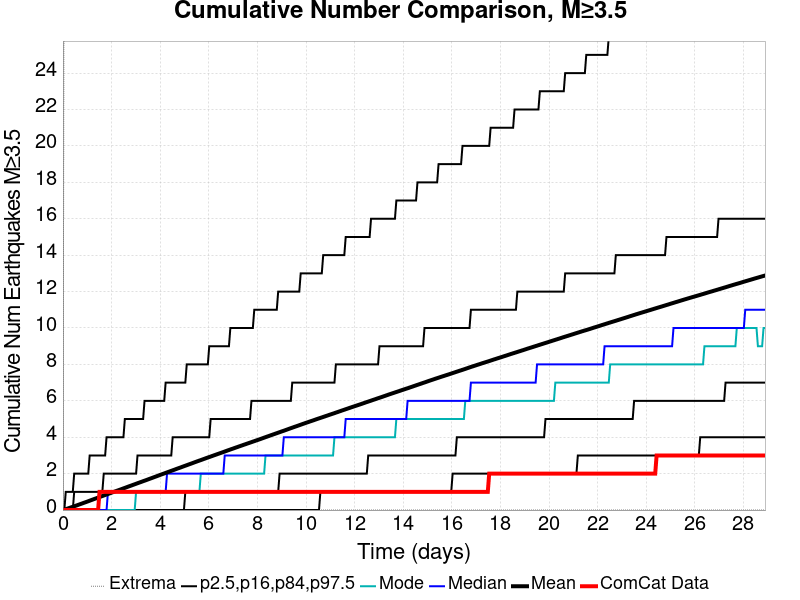 Cumulative Number Comparison, M≥3.5
Cumulative Num Earthquakes M≥3.5
24
22
20
18
16
14
12
10
8
6
4
2
0
0 2 4 6 8 10 12 14 16 18 20 22 24 26 28
Time (days)
Extrema p2.5,p16,p84,p97.5 Mode Median Mean ComCat Data